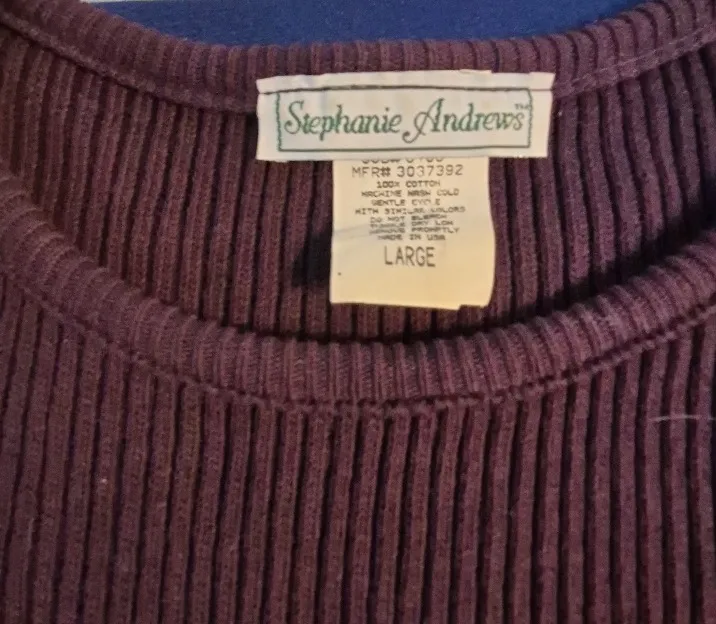 Stephanie Andrews™
MFR# 3037392
100% COTTON
MACHINE WASH COLD
GENTLE CYCLE
WITH SIMILAR COLORS
DO NOT BLEACH
TUMBLE DRY LOW
REMOVE PROMPTLY
MADE IN USA
LARGE